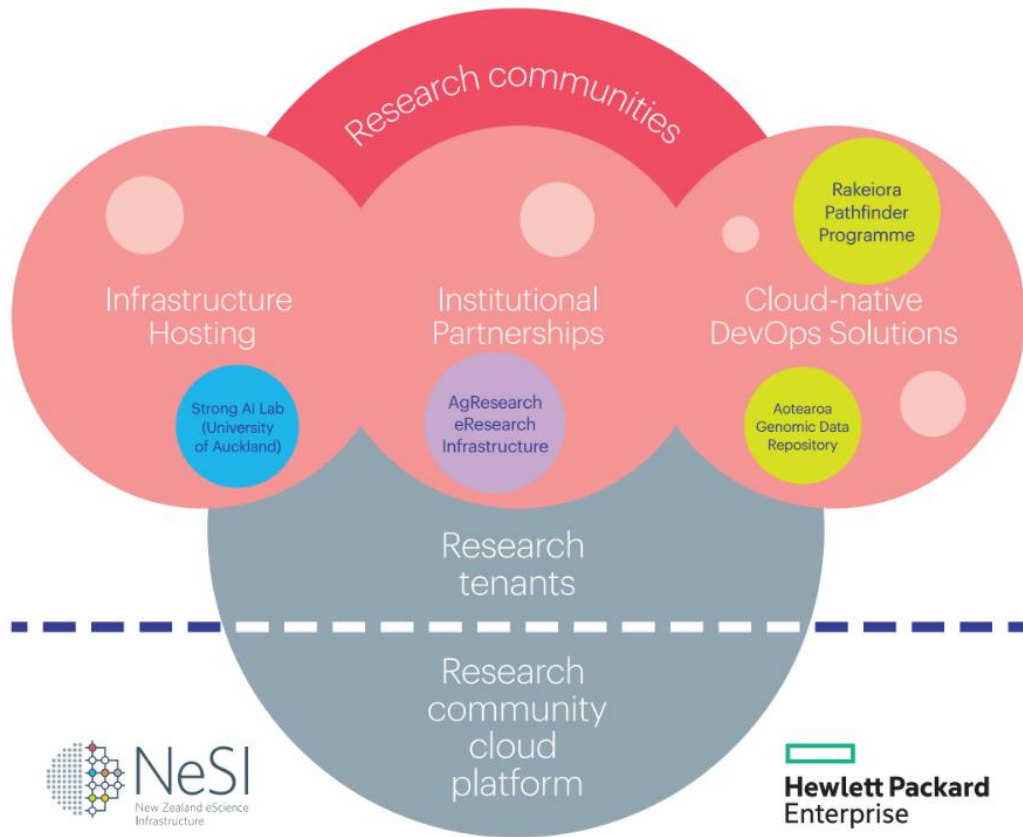 Research communities
Rakeiora
Pathfinder
Programme
Infrastructure
Hosting
Institutional
Partnerships
Cloud-native
DevOps Solutions
Strong AI Lab
(University
of Auckland)
AgResearch
eResearch
Infrastructure
Aotearoa
Genomic Data
Repository
Research
tenants
Research
community
cloud
platform
NeSI
New Zealand eScience
Infrastructure
Hewlett Packard
Enterprise